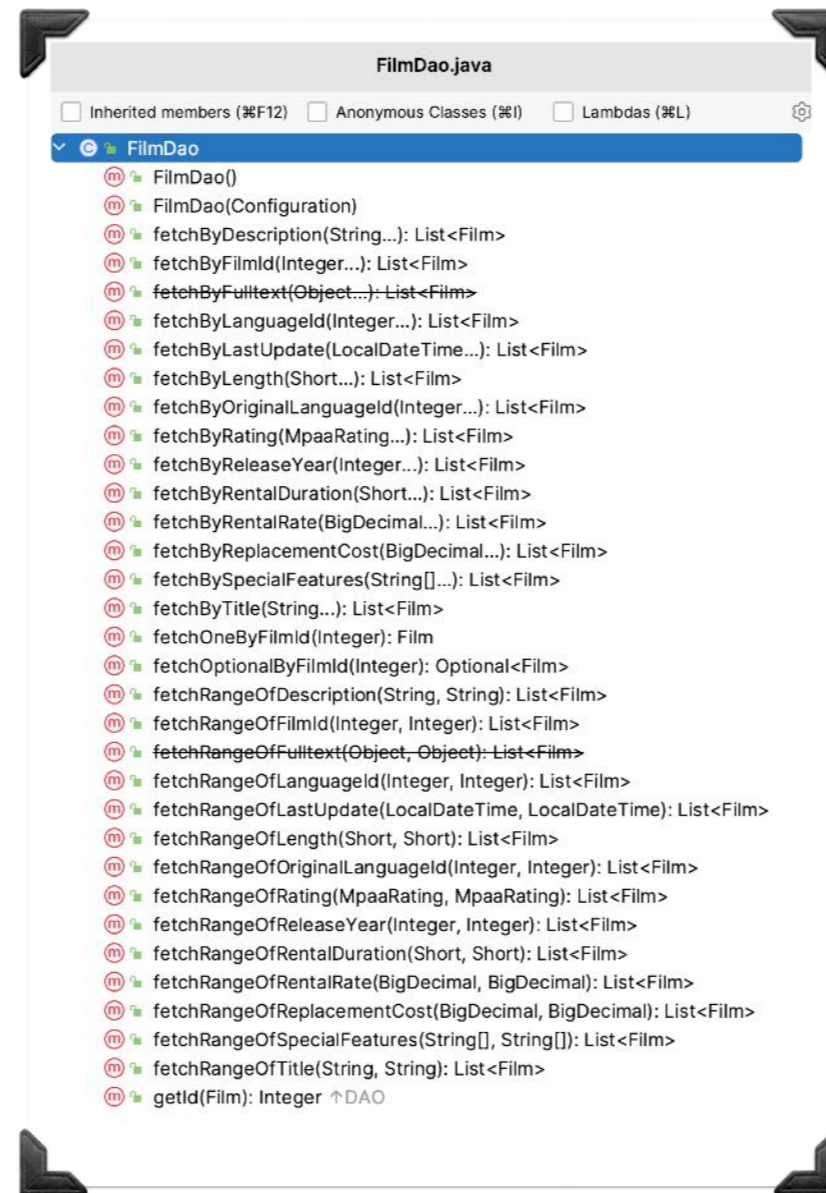 FilmDao.java
Inherited members (⌘F12) Anonymous Classes (⌘I) Lambdas (⌘L)
FilmDao
FilmDao()
FilmDao(Configuration)
fetchByDescription(String...): List<Film>
fetchByFilmId(Integer...): List<Film>
fetchByFulltext(Object...): List<Film>
fetchByLanguageId(Integer...): List<Film>
fetchByLastUpdate(LocalDateTime...): List<Film>
fetchByLength(Short...): List<Film>
fetchByOriginalLanguageId(Integer...): List<Film>
fetchByRating(MpaaRating...): List<Film>
fetchByReleaseYear(Integer...): List<Film>
fetchByRentalDuration(Short...): List<Film>
fetchByRentalRate(BigDecimal...): List<Film>
fetchByReplacementCost(BigDecimal...): List<Film>
fetchBySpecialFeatures(String[]...): List<Film>
fetchByTitle(String...): List<Film>
fetchOneByFilmId(Integer): Film
fetchOptionalByFilmId(Integer): Optional<Film>
fetchRangeOfDescription(String, String): List<Film>
fetchRangeOfFilmId(Integer, Integer): List<Film>
fetchRangeOfFulltext(Object, Object): List<Film>
fetchRangeOfLanguageId(Integer, Integer): List<Film>
fetchRangeOfLastUpdate(LocalDateTime, LocalDateTime): List<Film>
fetchRangeOfLength(Short, Short): List<Film>
fetchRangeOfOriginalLanguageId(Integer, Integer): List<Film>
fetchRangeOfRating(MpaaRating, MpaaRating): List<Film>
fetchRangeOfReleaseYear(Integer, Integer): List<Film>
fetchRangeOfRentalDuration(Short, Short): List<Film>
fetchRangeOfRentalRate(BigDecimal, BigDecimal): List<Film>
fetchRangeOfReplacementCost(BigDecimal, BigDecimal): List<Film>
fetchRangeOfSpecialFeatures(String[], String[]): List<Film>
fetchRangeOfTitle(String, String): List<Film>
getId(Film): Integer ↑DAO